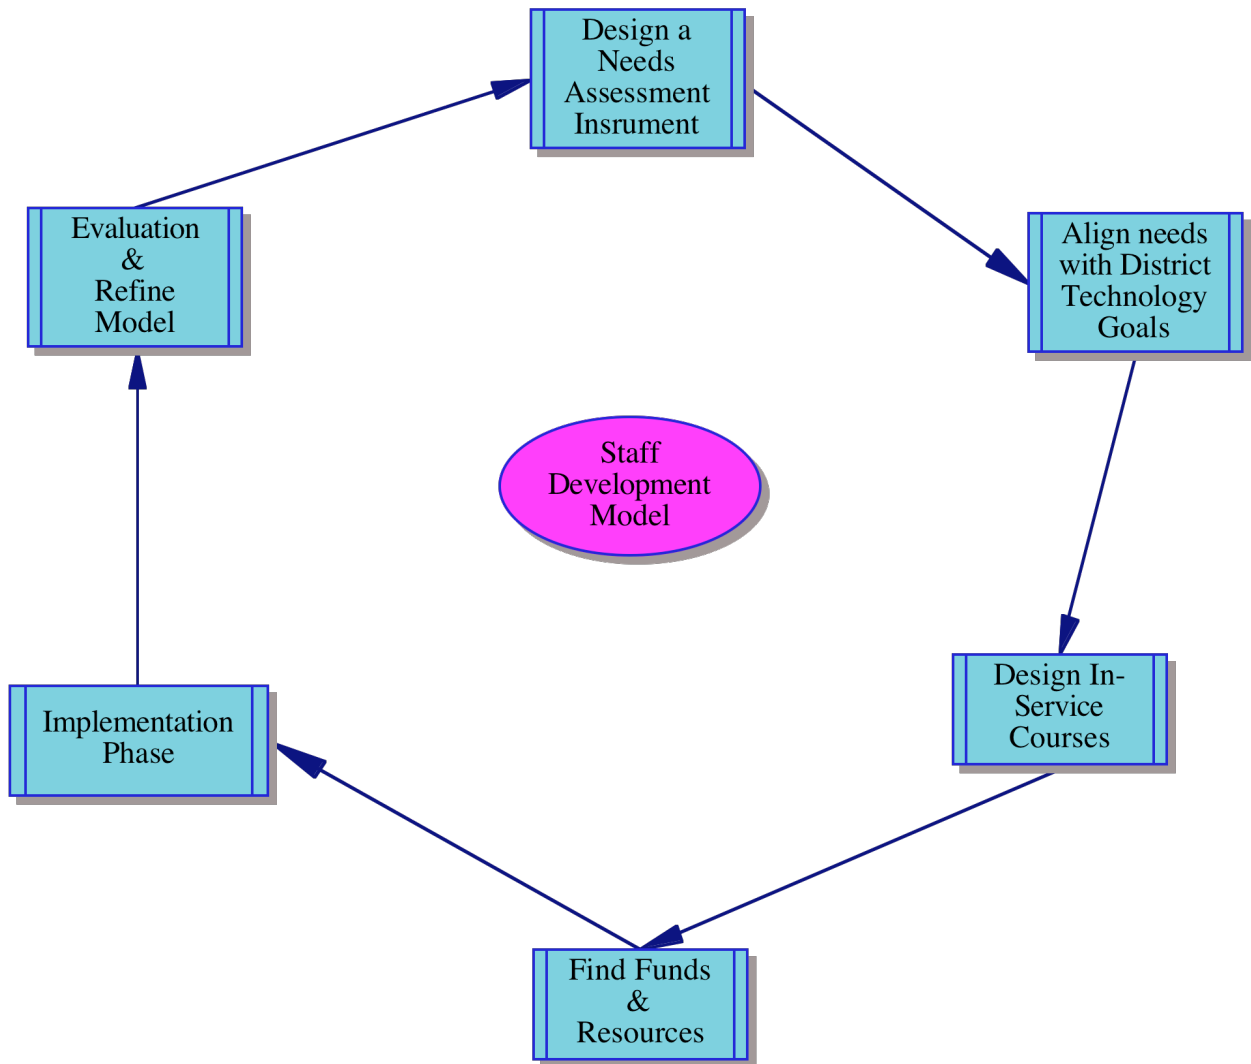 Design a
Needs
Assessment
Insrument
Evaluation
&
Refine
Model
Align needs
with District
Technology
Goals
Staff
Development
Model
Design In-
Service
Courses
Implementation
Phase
Find Funds
&
Resources